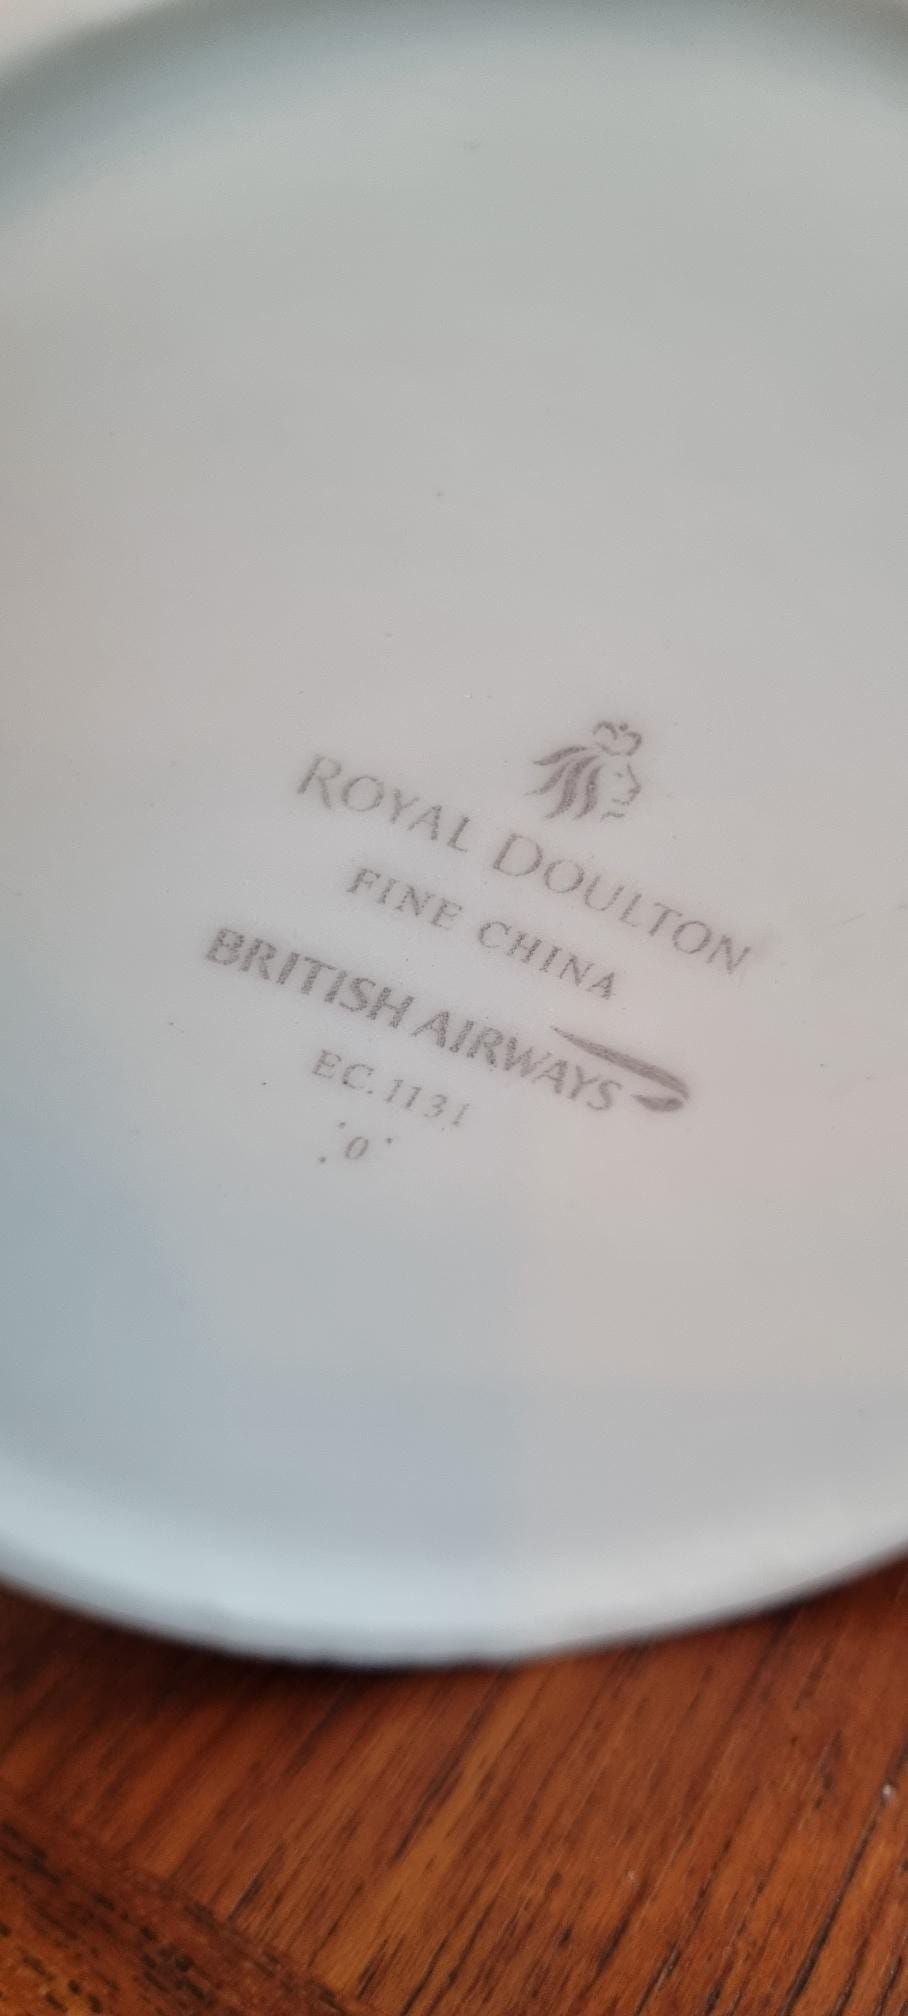 ROYAL DOULTON
FINE CHINA
BRITISH AIRWAYS
EC.1131
0